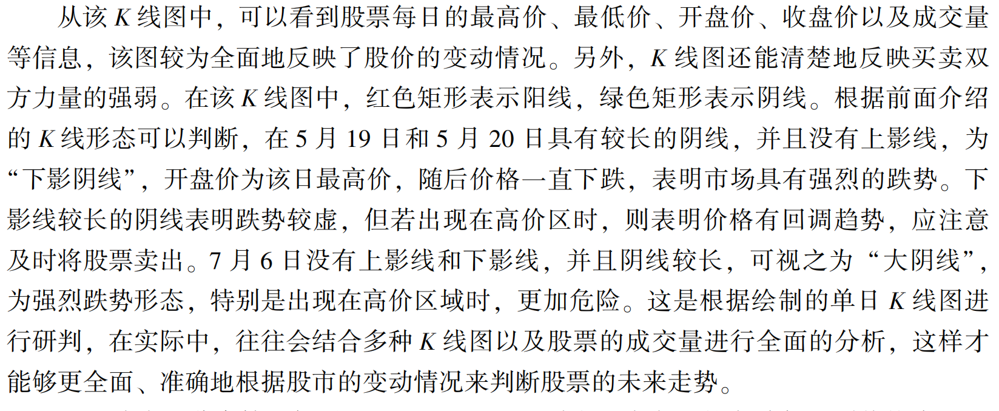 从该 K 线图中，可以看到股票每日的最高价、最低价、开盘价、收盘价以及成交量
等信息，该图较为全面地反映了股价的变动情况。另外，K 线图还能清楚地反映买卖双
方力量的强弱。在该 K 线图中，红色矩形表示阳线，绿色矩形表示阴线。根据前面介绍
的 K 线形态可以判断，在 5 月 19 日和 5 月 20 日具有较长的阴线，并且没有上影线，为
“下影阴线”，开盘价为该日最高价，随后价格一直下跌，表明市场具有强烈的跌势。下
影线较长的阴线表明跌势较虚，但若出现在高价区时，则表明价格有回调趋势，应注意
及时将股票卖出。7 月 6 日没有上影线和下影线，并且阴线较长，可视之为“大阴线”，
为强烈跌势形态，特别是出现在高价区域时，更加危险。这是根据绘制的单日 K 线图进
行研判，在实际中，往往会结合多种 K 线图以及股票的成交量进行全面的分析，这样才
能够更全面、准确地根据股市的变动情况来判断股票的未来走势。